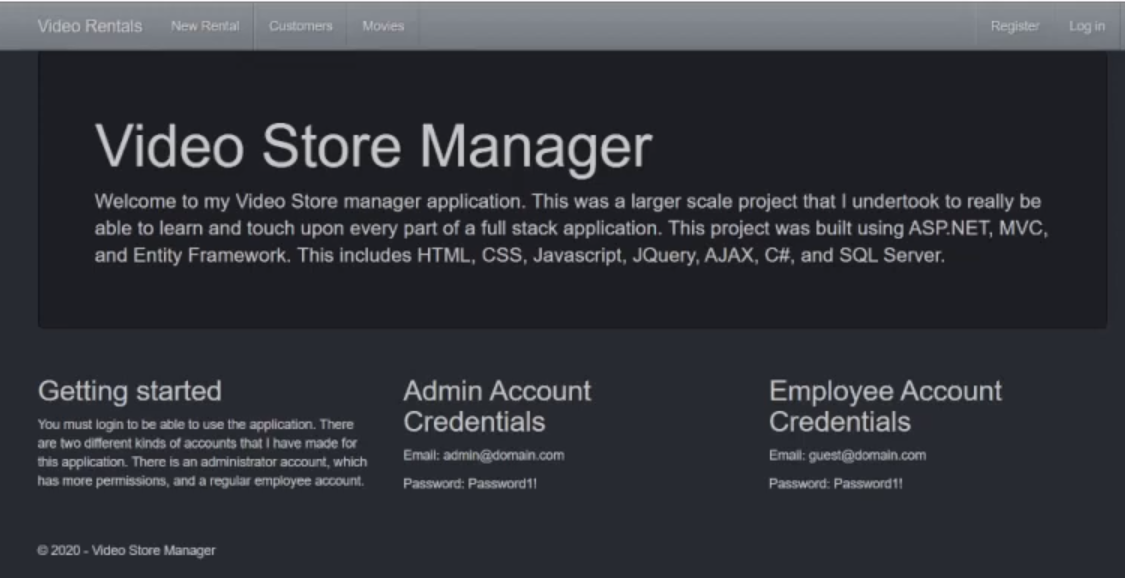 Video Rentals New Rental Customers Movies Register Log in
Video Store Manager
Welcome to my Video Store manager application. This was a larger scale project that I undertook to really be
able to learn and touch upon every part of a full stack application. This project was built using ASP.NET, MVC,
and Entity Framework. This includes HTML, CSS, Javascript, JQuery, AJAX, C#, and SQL Server.
Getting started
You must login to be able to use the application. There
are two different kinds of accounts that I have made for
this application. There is an administrator account, which
has more permissions, and a regular employee account.
Admin Account
Credentials
Email: admin@domain.com
Password: Password1!
Employee Account
Credentials
Email: guest@domain.com
Password: Password1!
© 2020 - Video Store Manager